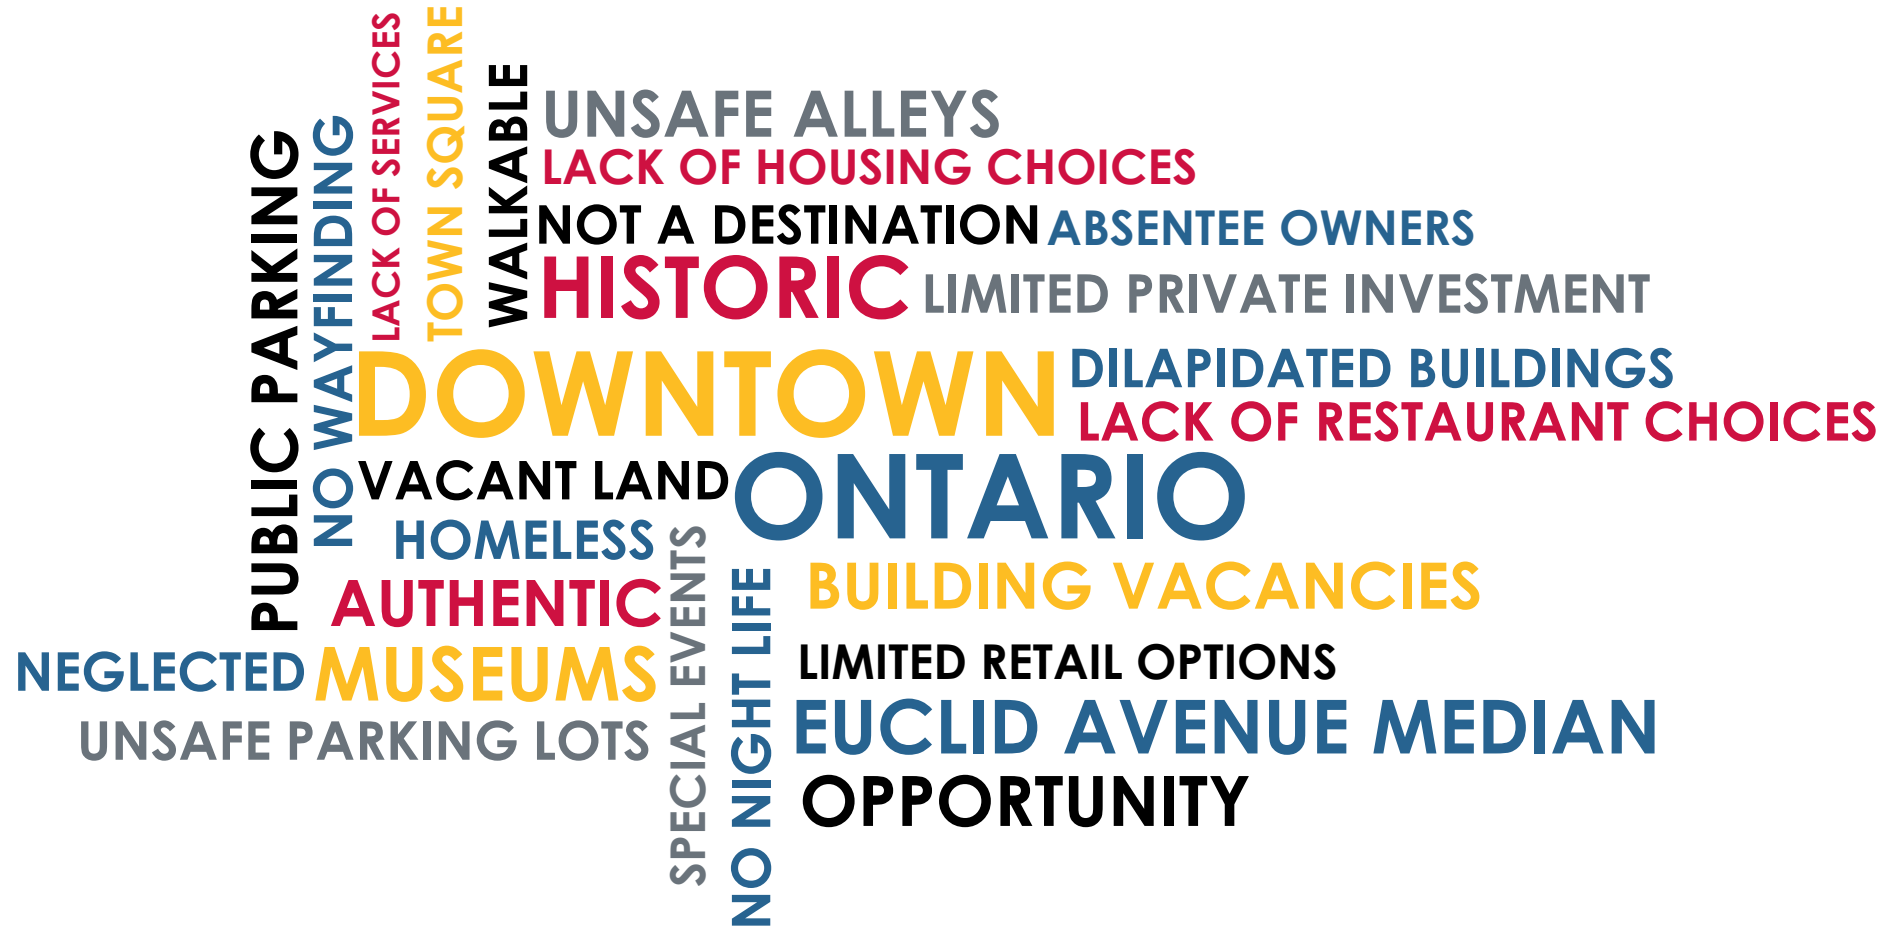 PUBLIC PARKING
NO WAYFINDING
LACK OF SERVICES
TOWN SQUARE
WALKABLE
UNSAFE ALLEYS
LACK OF HOUSING CHOICES
NOT A DESTINATION
ABSENTEE OWNERS
HISTORIC
LIMITED PRIVATE INVESTMENT
DOWNTOWN
DILAPIDATED BUILDINGS
LACK OF RESTAURANT CHOICES
VACANT LAND
ONTARIO
HOMELESS
AUTHENTIC
NEGLECTED
MUSEUMS
UNSAFE PARKING LOTS
SPECIAL EVENTS
NO NIGHT LIFE
BUILDING VACANCIES
LIMITED RETAIL OPTIONS
EUCLID AVENUE MEDIAN
OPPORTUNITY